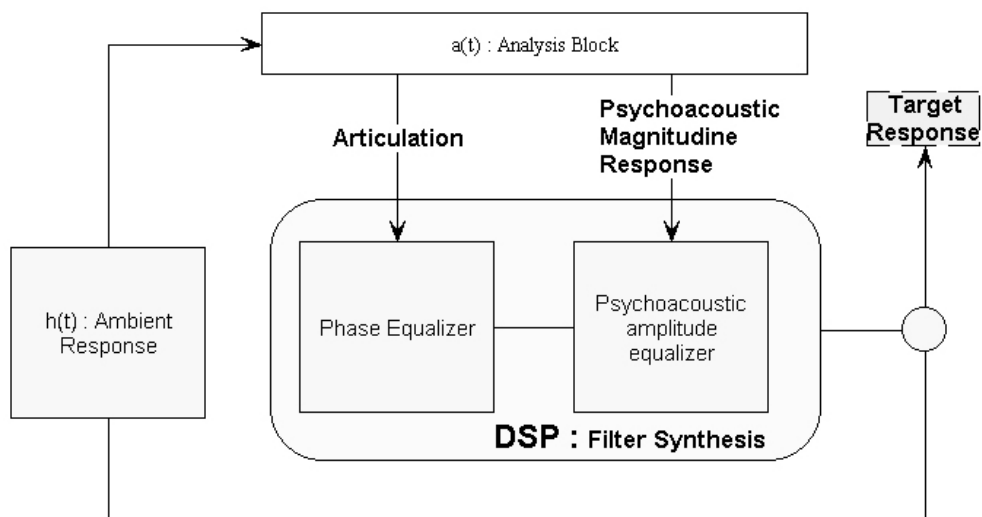 a(t) : Analysis Block
Articulation
Psychoacoustic
Magnitudine
Response
Target
Response
h(t) : Ambient
Response
Phase Equalizer
Psychoacoustic
amplitude
equalizer
DSP : Filter Synthesis